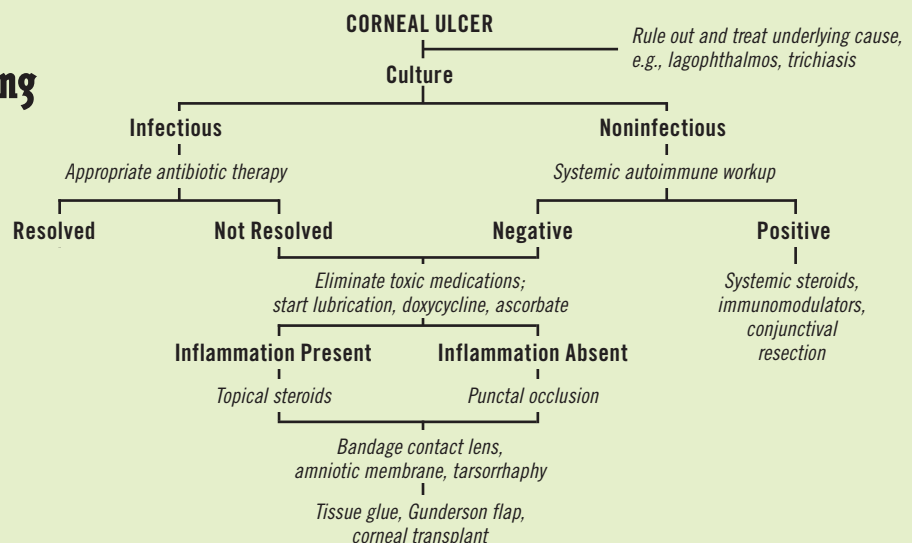 CORNEAL ULCER
Rule out and treat underlying cause,
e.g., lagophthalmos, trichiasis
ng
Culture
Infectious
Noninfectious
Appropriate antibiotic therapy
Systemic autoimmune workup
Resolved
Not Resolved
Negative
Positive
Eliminate toxic medications;
start lubrication, doxycycline, ascorbate
Systemic steroids,
immunomodulators,
conjunctival
resection
Inflammation Present
Inflammation Absent
Topical steroids
Punctal occlusion
Bandage contact lens,
amniotic membrane, tarsorrhaphy
Tissue glue, Gunderson flap,
corneal transplant